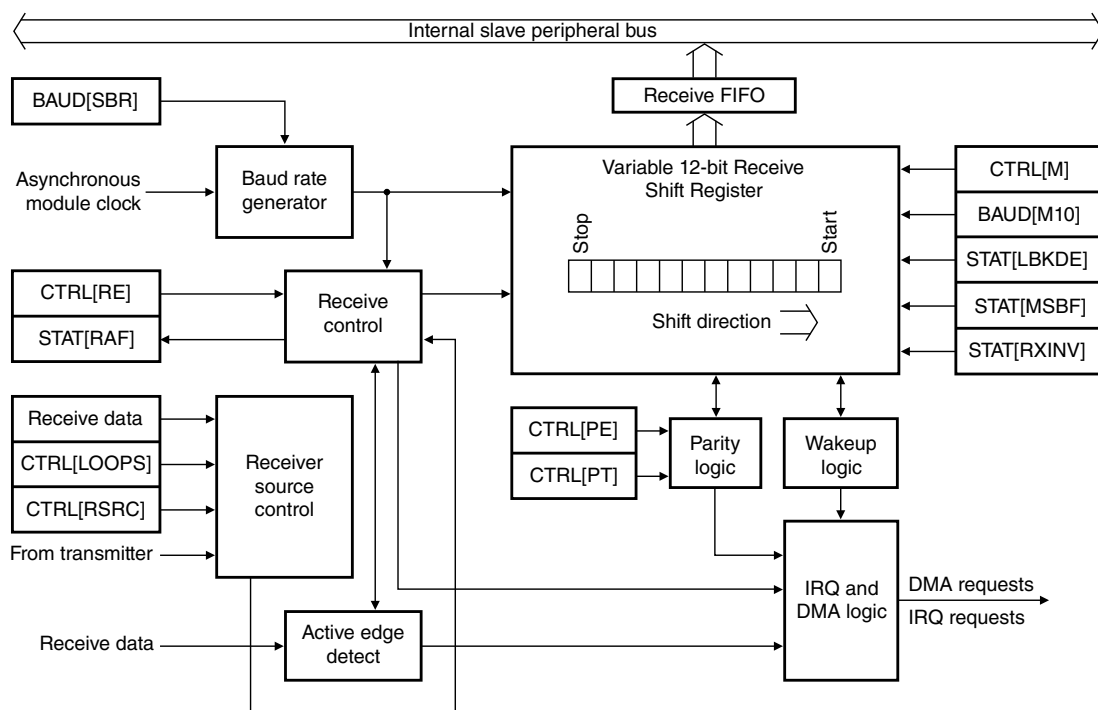 Internal slave peripheral bus
BAUD[SBR]
Receive FIFO
Asynchronous
module clock
Baud rate
generator
Variable 12-bit Receive
Shift Register
Stop
Start
Shift direction
CTRL[M]
BAUD[M10]
STAT[LBKDE]
STAT[MSBF]
STAT[RXINV]
CTRL[RE]
STAT[RAF]
Receive
control
Receive data
CTRL[LOOPS]
CTRL[RSRC]
From transmitter
Receiver
source
control
CTRL[PE]
CTRL[PT]
Parity
logic
Wakeup
logic
IRQ and
DMA logic
DMA requests
IRQ requests
Receive data
Active edge
detect